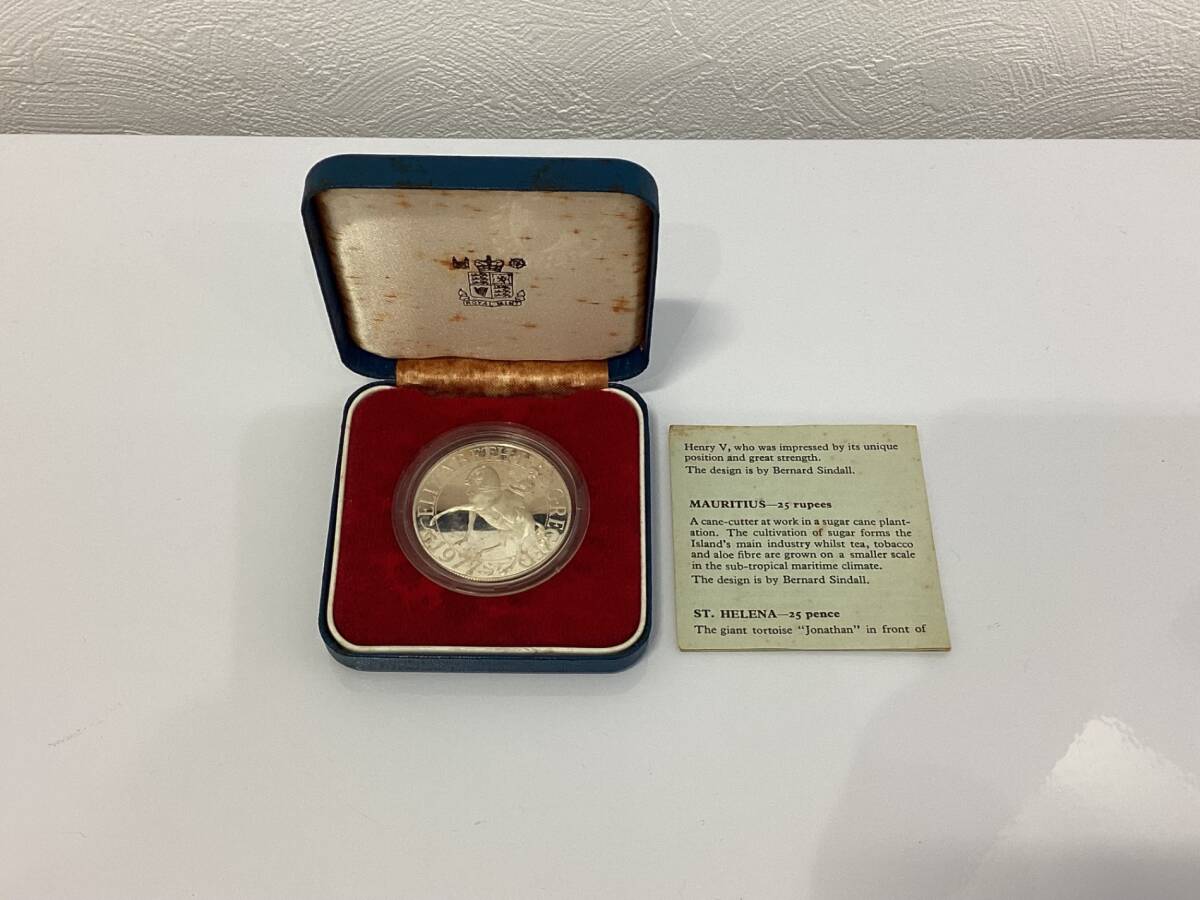 ROYAL MINT
Henry V, who was impressed by its unique
position and great strength.
The design is by Bernard Sindall.
MAURITIUS—25 rupees
A cane-cutter at work in a sugar cane plant-
ation. The cultivation of sugar forms the
Island's main industry whilst tea, tobacco
and aloe fibre are grown on a smaller scale
in the sub-tropical maritime climate.
The design is by Bernard Sindall.
ST. HELENA—25 pence
The giant tortoise "Jonathan" in front of